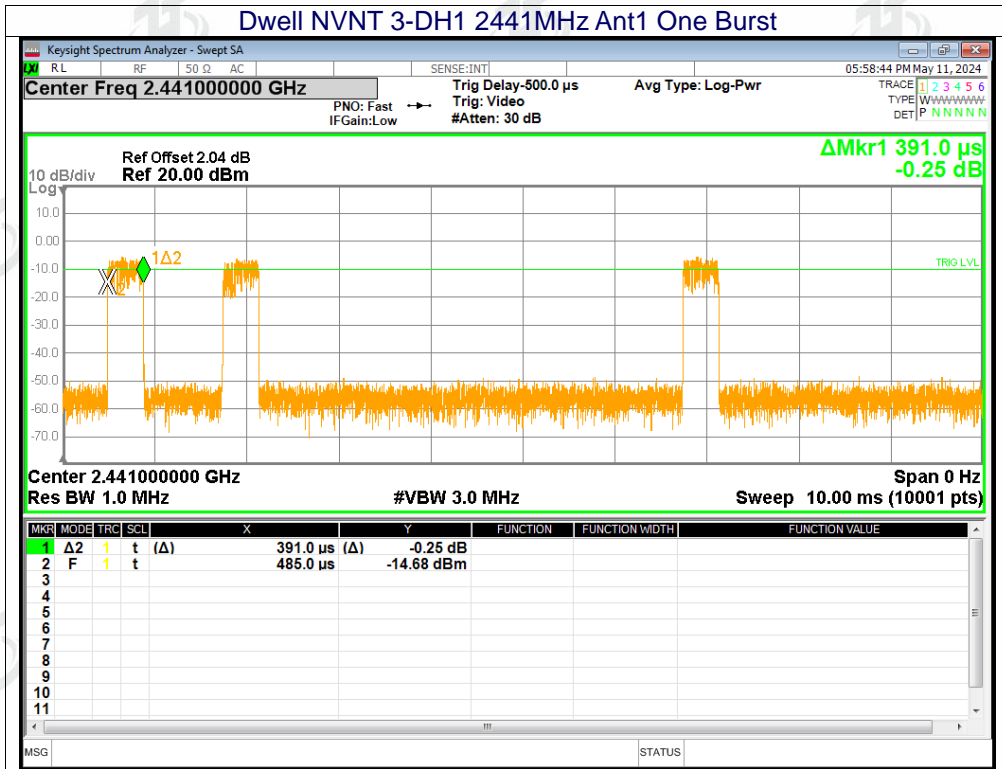 Dwell NVNT 3-DH1 2441MHz Ant1 One Burst
Keysight Spectrum Analyzer - Swept SA
LXI RL RF 50 Ω AC SENSE:INT 05:58:44 PM May 11, 2024
Center Freq 2.441000000 GHz Trig Delay-500.0 µs Avg Type: Log-Pwr TRACE 1 2 3 4 5 6
PNO: Fast Trig: Video TYPE WWWWWWW
IFGain:Low #Atten: 30 dB DET P N N N N N
ΔMkr1 391.0 µs
Ref Offset 2.04 dB
10 dB/div Ref 20.00 dBm -0.25 dB
Log
10.0
0.00
1Δ2
TRIG LVL
-10.0
2
-20.0
-30.0
-40.0
-50.0
-60.0
-70.0
Center 2.441000000 GHz Span 0 Hz
Res BW 1.0 MHz #VBW 3.0 MHz Sweep 10.00 ms (10001 pts)
MKR MODE TRC SCL X Y FUNCTION FUNCTION WIDTH FUNCTION VALUE
1 Δ2 1 t (Δ) 391.0 µs (Δ) -0.25 dB
2 F 1 t 485.0 µs -14.68 dBm
3
4
5
6
7
8
9
10
11
MSG STATUS